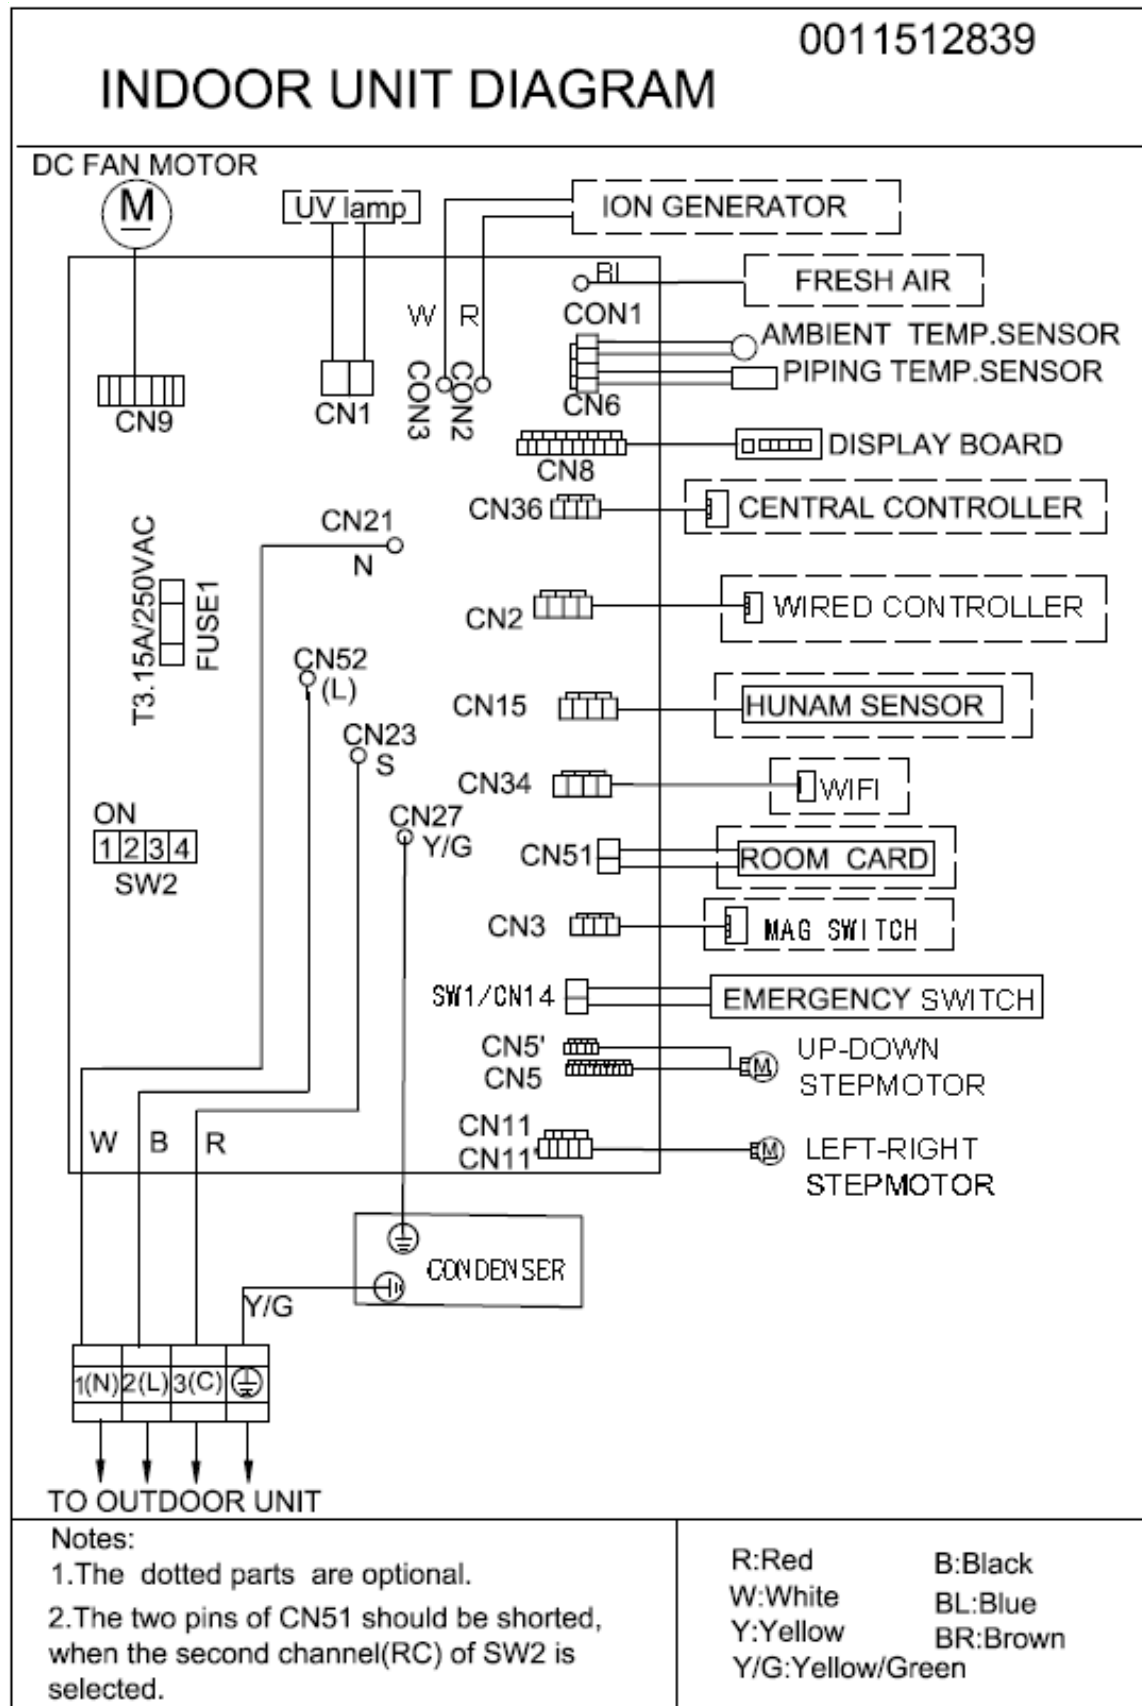 0011512839
INDOOR UNIT DIAGRAM
DC FAN MOTOR
M
UV lamp
ION GENERATOR
BL
FRESH AIR
W R
CON1
AMBIENT TEMP.SENSOR
PIPING TEMP.SENSOR
CN9
CN1
CON3
CON2
CN6
CN8
DISPLAY BOARD
CN36
CENTRAL CONTROLLER
CN21
N
T3.15A/250VAC
FUSE1
CN2
WIRED CONTROLLER
CN52
(L)
CN15
HUNAM SENSOR
CN23
S
CN34
WIFI
CN27
Y/G
ON
1 2 3 4
SW2
CN51
ROOM CARD
CN3
MAG SWITCH
SW1/CN14
EMERGENCY SWITCH
CN5'
CN5
M
UP-DOWN
STEPMOTOR
W B R
CN11
CN11'
M
LEFT-RIGHT
STEPMOTOR
CONDENSER
Y/G
1(N) 2(L) 3(C)
TO OUTDOOR UNIT
Notes:
1.The dotted parts are optional.
2.The two pins of CN51 should be shorted,
when the second channel(RC) of SW2 is
selected.
R:Red B:Black
W:White BL:Blue
Y:Yellow BR:Brown
Y/G:Yellow/Green